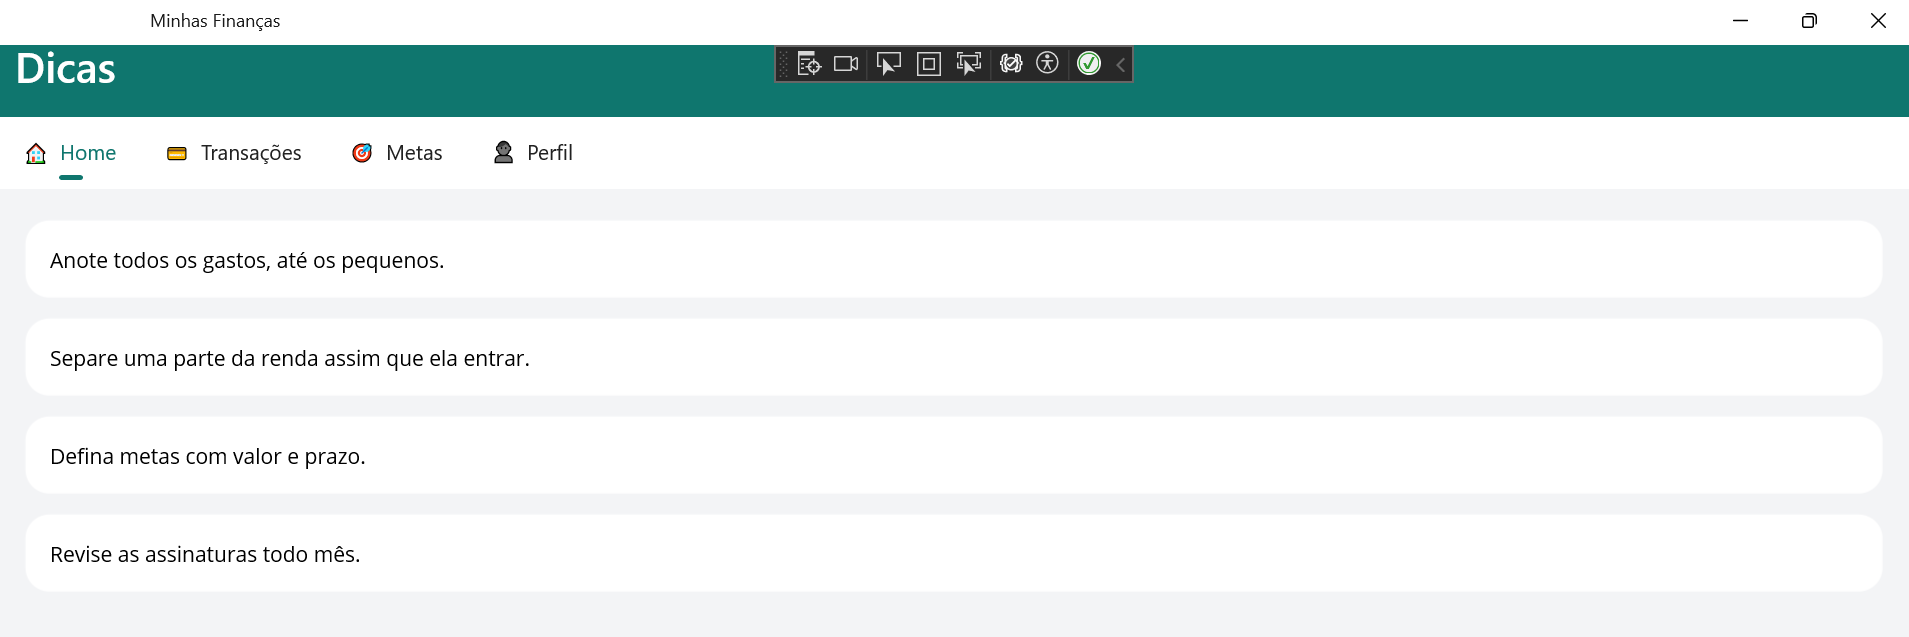 Minhas Finanças
Dicas
Home Transações Metas Perfil
Anote todos os gastos, até os pequenos.
Separe uma parte da renda assim que ela entrar.
Defina metas com valor e prazo.
Revise as assinaturas todo mês.